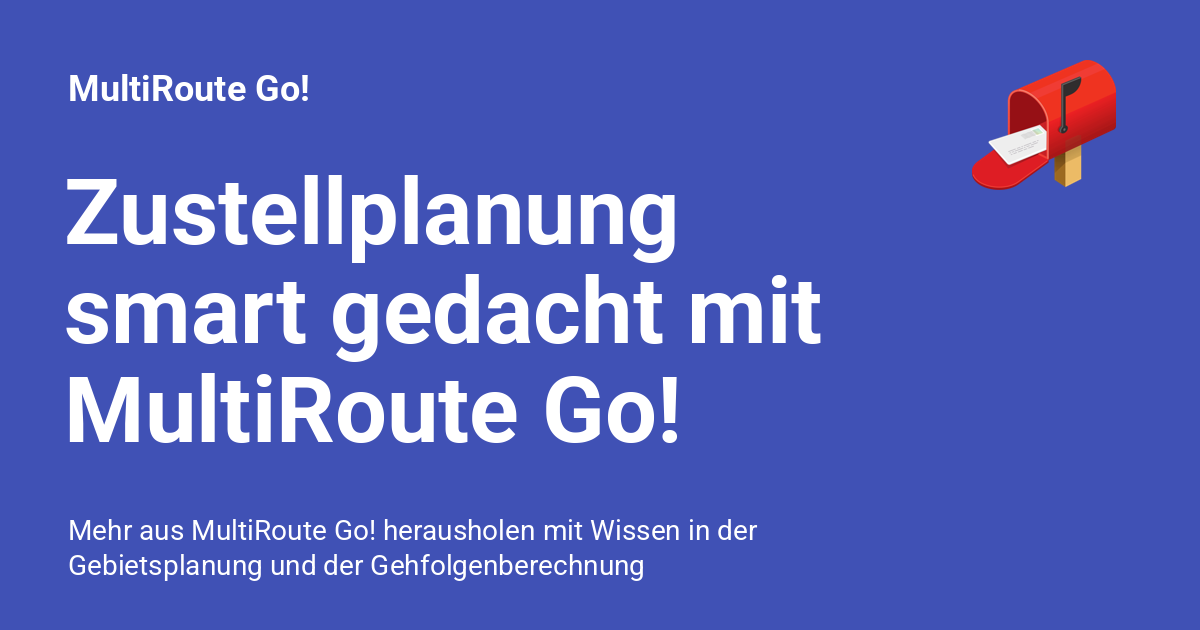 MultiRoute Go!
Zustellplanung
smart gedacht mit
MultiRoute Go!
Mehr aus MultiRoute Go! herausholen mit Wissen in der
Gebietsplanung und der Gehfolgenberechnung